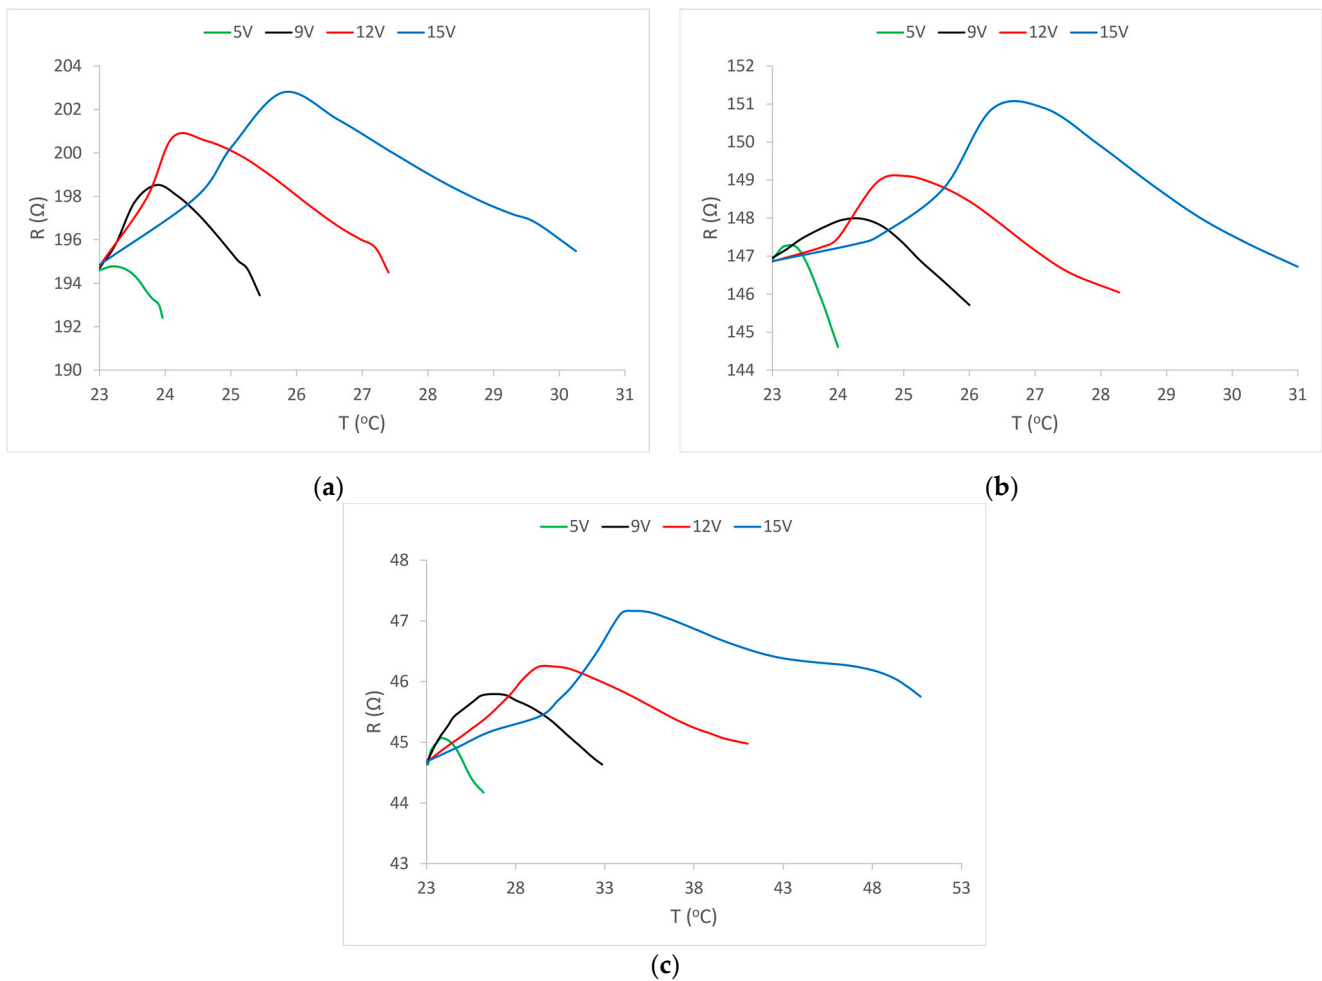 5V 9V 12V 15V
204
202
200
198
196
194
192
190
R (Ω)
23 24 25 26 27 28 29 30 31
T (°C)
(a)
5V 9V 12V 15V
152
151
150
149
148
147
146
145
144
R (Ω)
23 24 25 26 27 28 29 30 31
T (°C)
(b)
5V 9V 12V 15V
48
47
46
45
44
43
R (Ω)
23 28 33 38 43 48 53
T (°C)
(c)